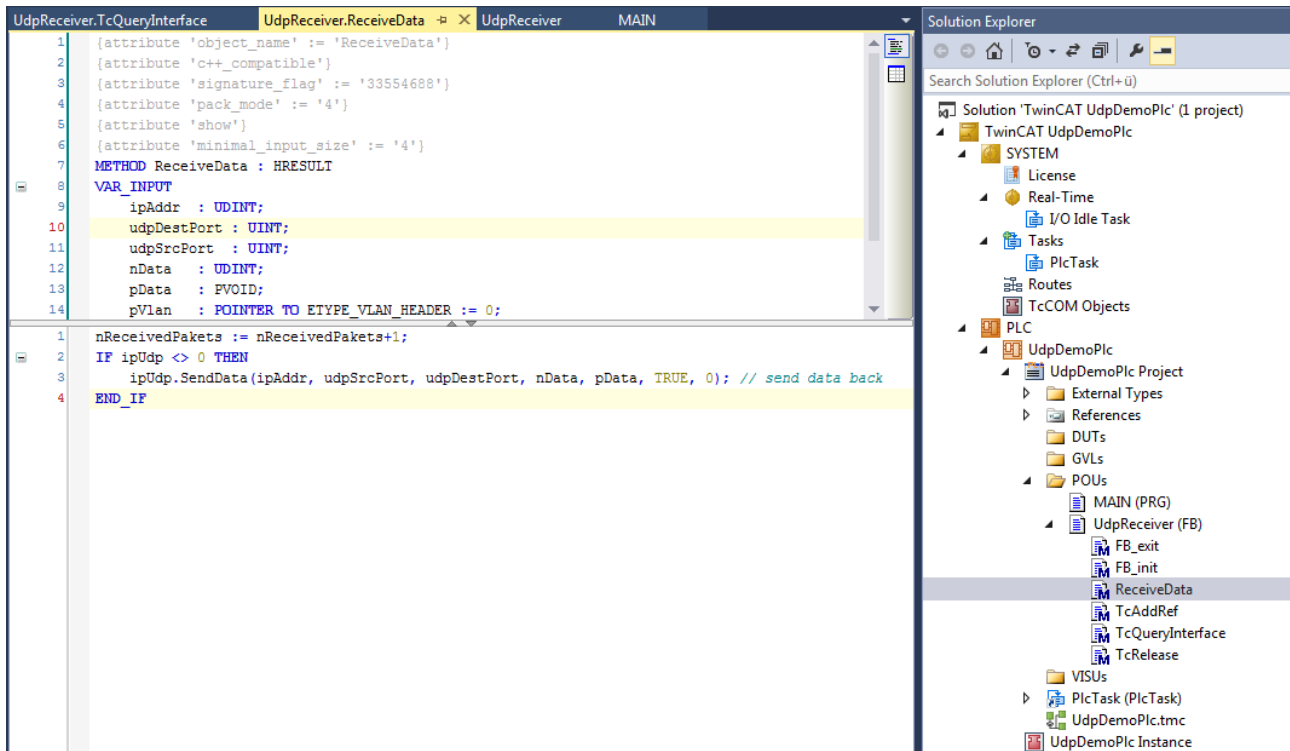 UdpReceiver.TcQueryInterface UdpReceiver.ReceiveData UdpReceiver MAIN
1 {attribute 'object_name' := 'ReceiveData'}
2 {attribute 'c++_compatible'}
3 {attribute 'signature_flag' := '33554688'}
4 {attribute 'pack_mode' := '4'}
5 {attribute 'show'}
6 {attribute 'minimal_input_size' := '4'}
7 METHOD ReceiveData : HRESULT
8 VAR_INPUT
9 ipAddr : UDINT;
10 udpDestPort : UINT;
11 udpSrcPort : UINT;
12 nData : UDINT;
13 pData : PVOID;
14 pVlan : POINTER TO ETYPE_VLAN_HEADER := 0;
1 nReceivedPakets := nReceivedPakets+1;
2 IF ipUdp <> 0 THEN
3 ipUdp.SendData(ipAddr, udpSrcPort, udpDestPort, nData, pData, TRUE, 0); // send data back
4 END_IF
Solution Explorer
Search Solution Explorer (Ctrl+ü)
Solution 'TwinCAT UdpDemoPlc' (1 project)
TwinCAT UdpDemoPlc
SYSTEM
License
Real-Time
I/O Idle Task
Tasks
PlcTask
Routes
TcCOM Objects
PLC
UdpDemoPlc
UdpDemoPlc Project
External Types
References
DUTs
GVLs
POUs
MAIN (PRG)
UdpReceiver (FB)
FB_exit
FB_init
ReceiveData
TcAddRef
TcQueryInterface
TcRelease
VISUs
PlcTask (PlcTask)
UdpDemoPlc.tmc
UdpDemoPlc Instance